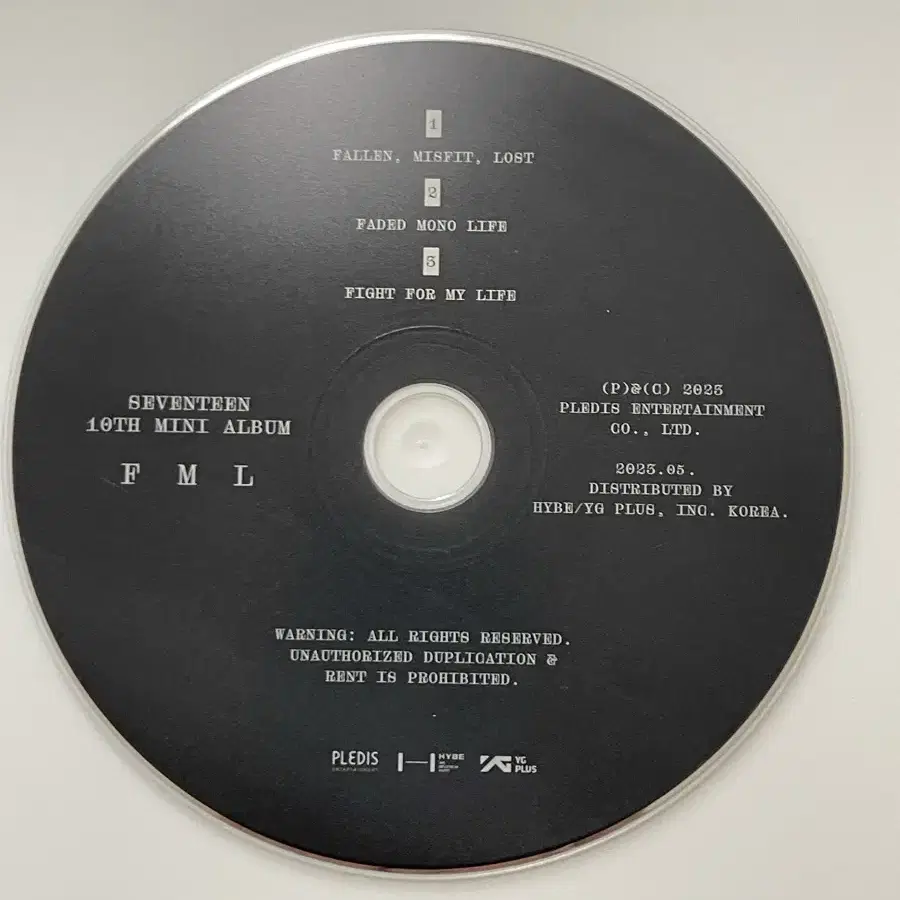 1
FALLEN, MISFIT, LOST
2
FADED MONO LIFE
3
FIGHT FOR MY LIFE
SEVENTEEN
10TH MINI ALBUM
F M L
(P)&(C) 2023
PLEDIS ENTERTAINMENT
CO., LTD.
2023.05.
DISTRIBUTED BY
HYBE/YG PLUS, INC. KOREA.
WARNING: ALL RIGHTS RESERVED.
UNAUTHORIZED DUPLICATION &
RENT IS PROHIBITED.
PLEDIS
ENTERTAINMENT
HYBE
YG
PLUS